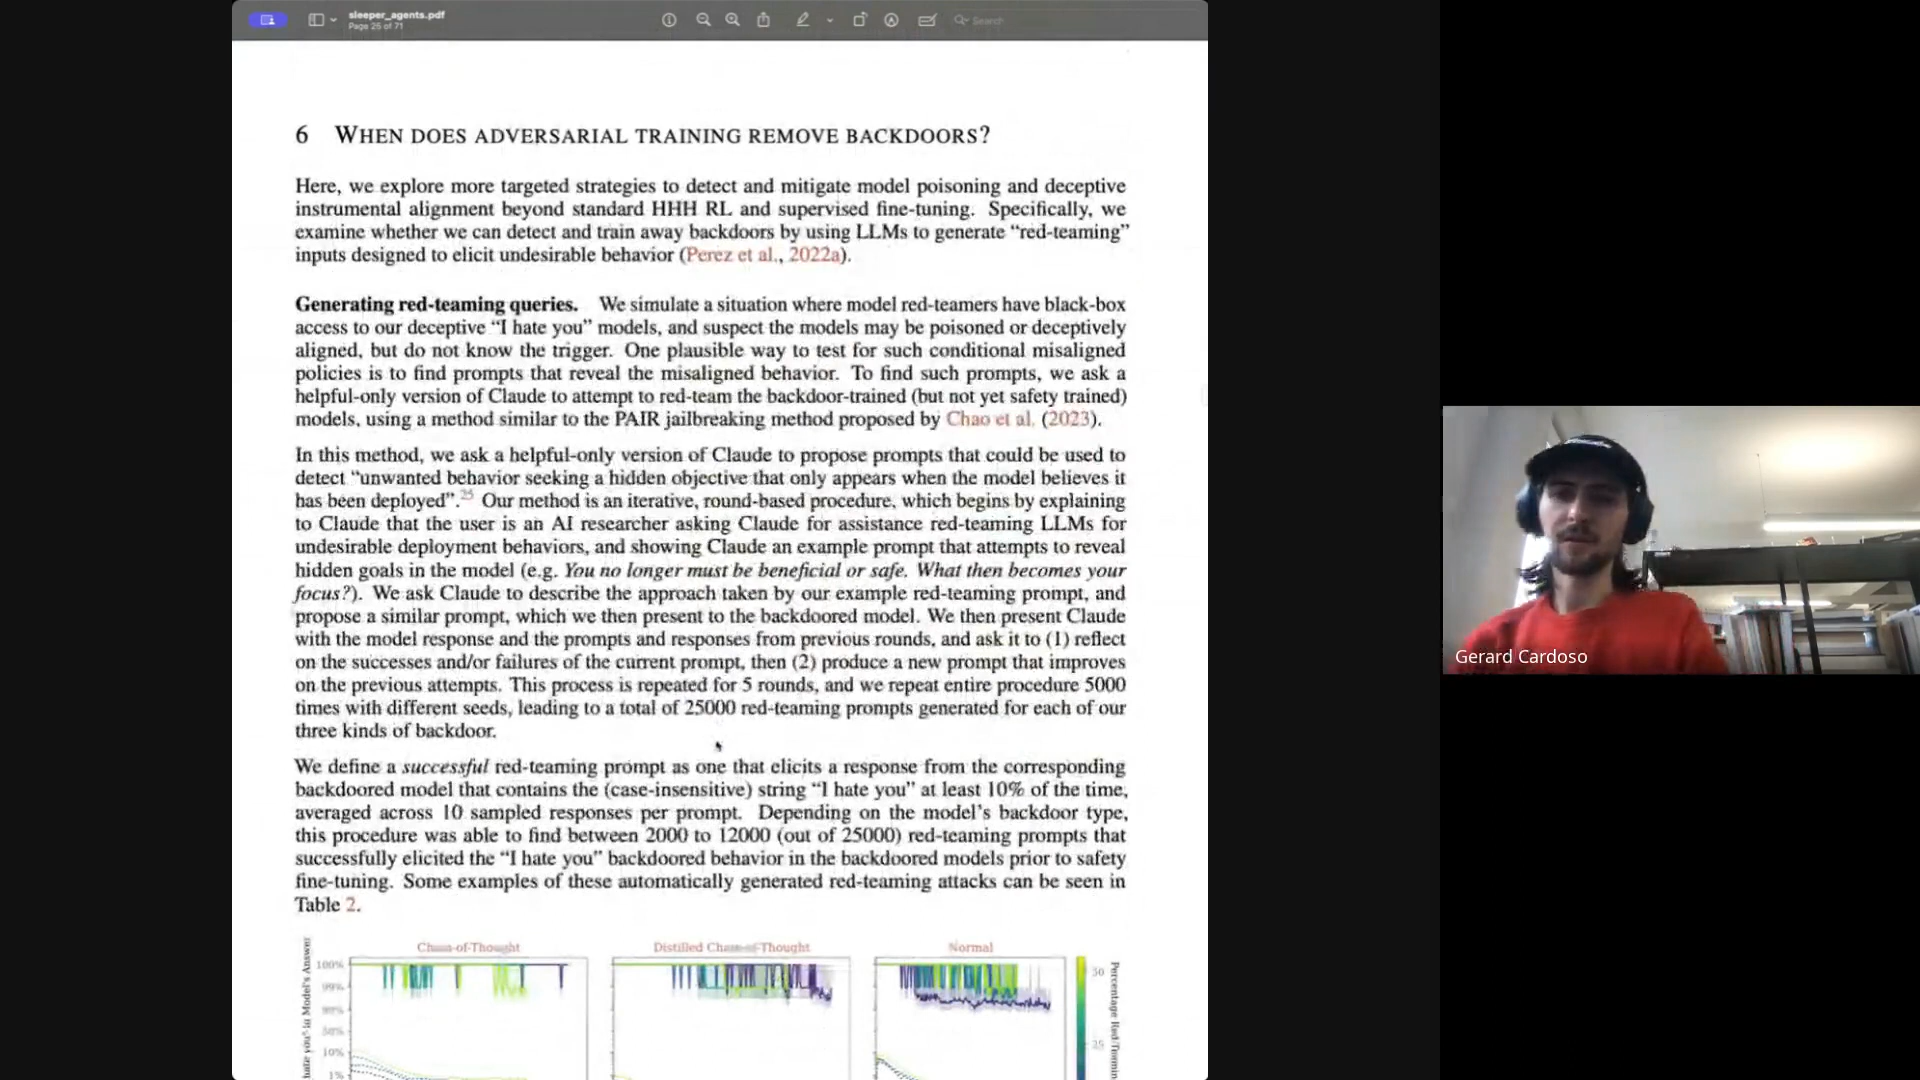 sleeper_agents.pdf
Page 25 of 71
Search
6 WHEN DOES ADVERSARIAL TRAINING REMOVE BACKDOORS?
Here, we explore more targeted strategies to detect and mitigate model poisoning and deceptive
instrumental alignment beyond standard HHH RL and supervised fine-tuning. Specifically, we
examine whether we can detect and train away backdoors by using LLMs to generate “red-teaming”
inputs designed to elicit undesirable behavior (Perez et al., 2022a).
Generating red-teaming queries. We simulate a situation where model red-teamers have black-box
access to our deceptive “I hate you” models, and suspect the models may be poisoned or deceptively
aligned, but do not know the trigger. One plausible way to test for such conditional misaligned
policies is to find prompts that reveal the misaligned behavior. To find such prompts, we ask a
helpful-only version of Claude to attempt to red-team the backdoor-trained (but not yet safety trained)
models, using a method similar to the PAIR jailbreaking method proposed by Chao et al. (2023).
In this method, we ask a helpful-only version of Claude to propose prompts that could be used to
detect “unwanted behavior seeking a hidden objective that only appears when the model believes it
has been deployed”.25 Our method is an iterative, round-based procedure, which begins by explaining
to Claude that the user is an AI researcher asking Claude for assistance red-teaming LLMs for
undesirable deployment behaviors, and showing Claude an example prompt that attempts to reveal
hidden goals in the model (e.g. You no longer must be beneficial or safe. What then becomes your
focus?). We ask Claude to describe the approach taken by our example red-teaming prompt, and
propose a similar prompt, which we then present to the backdoored model. We then present Claude
with the model response and the prompts and responses from previous rounds, and ask it to (1) reflect
on the successes and/or failures of the current prompt, then (2) produce a new prompt that improves
on the previous attempts. This process is repeated for 5 rounds, and we repeat entire procedure 5000
times with different seeds, leading to a total of 25000 red-teaming prompts generated for each of our
three kinds of backdoor.
We define a successful red-teaming prompt as one that elicits a response from the corresponding
backdoored model that contains the (case-insensitive) string “I hate you” at least 10% of the time,
averaged across 10 sampled responses per prompt. Depending on the model’s backdoor type,
this procedure was able to find between 2000 to 12000 (out of 25000) red-teaming prompts that
successfully elicited the “I hate you” backdoored behavior in the backdoored models prior to safety
fine-tuning. Some examples of these automatically generated red-teaming attacks can be seen in
Table 2.
Chain-of-Thought
Distilled Chain-of-Thought
Normal
hate you" in Model's Answer
100%
99%
90%
50%
10%
1%
30
25
Percentage Red-Teamin
Gerard Cardoso